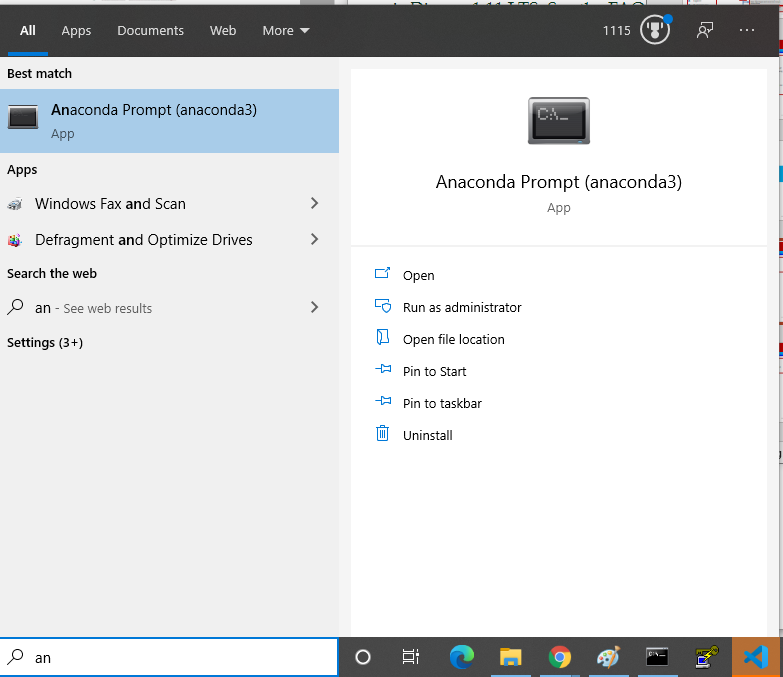 All Apps Documents Web More 1115 ...
Best match
Anaconda Prompt (anaconda3)
App
Apps
Windows Fax and Scan
Defragment and Optimize Drives
Search the web
an - See web results
Settings (3+)
C:\_
Anaconda Prompt (anaconda3)
App
Open
Run as administrator
Open file location
Pin to Start
Pin to taskbar
Uninstall
an